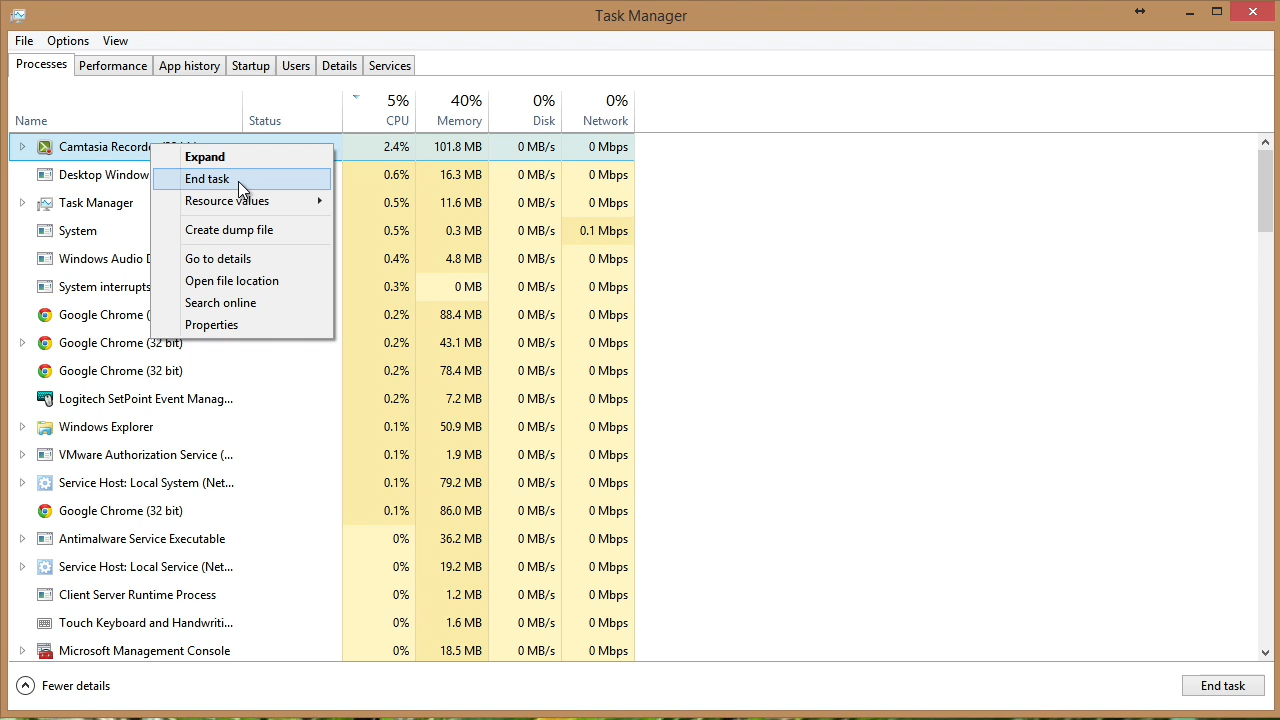 Task Manager
File Options View
Processes Performance App history Startup Users Details Services
5% 40% 0% 0%
Name Status CPU Memory Disk Network
Camtasia 2.4% 101.8 MB 0 MB/s 0 Mbps
Expand
Desktop Window 0.6% 16.3 MB 0 MB/s 0 Mbps
End task
Task Manager 0.5% 11.6 MB 0 MB/s 0 Mbps
Resource values
System 0.5% 0.3 MB 0 MB/s 0.1 Mbps
Create dump file
Windows Audio 0.4% 4.8 MB 0 MB/s 0 Mbps
Go to details
System interrupts 0.3% 0 MB 0 MB/s 0 Mbps
Open file location
Search online
Google Chrome ( 0.2% 88.4 MB 0 MB/s 0 Mbps
Properties
Google Chrome (32 bit) 0.2% 43.1 MB 0 MB/s 0 Mbps
Google Chrome (32 bit) 0.2% 78.4 MB 0 MB/s 0 Mbps
Logitech SetPoint Event Manag... 0.2% 7.2 MB 0 MB/s 0 Mbps
Windows Explorer 0.1% 50.9 MB 0 MB/s 0 Mbps
VMware Authorization Service (... 0.1% 1.9 MB 0 MB/s 0 Mbps
Service Host: Local System (Net... 0.1% 79.2 MB 0 MB/s 0 Mbps
Google Chrome (32 bit) 0.1% 86.0 MB 0 MB/s 0 Mbps
Antimalware Service Executable 0% 36.2 MB 0 MB/s 0 Mbps
Service Host: Local Service (Net... 0% 19.2 MB 0 MB/s 0 Mbps
Client Server Runtime Process 0% 1.2 MB 0 MB/s 0 Mbps
Touch Keyboard and Handwriti... 0% 1.6 MB 0 MB/s 0 Mbps
Microsoft Management Console 0% 18.5 MB 0 MB/s 0 Mbps
Fewer details End task